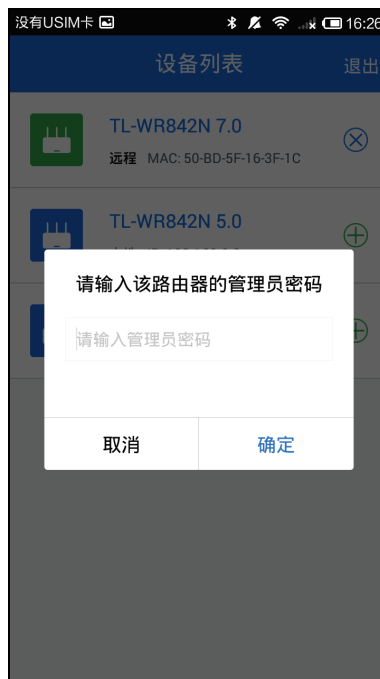 没有USIM卡 16:26
设备列表 退出
TL-WR842N 7.0
远程 MAC: 50-BD-5F-16-3F-1C
TL-WR842N 5.0
请输入该路由器的管理员密码
请输入管理员密码
取消 确定